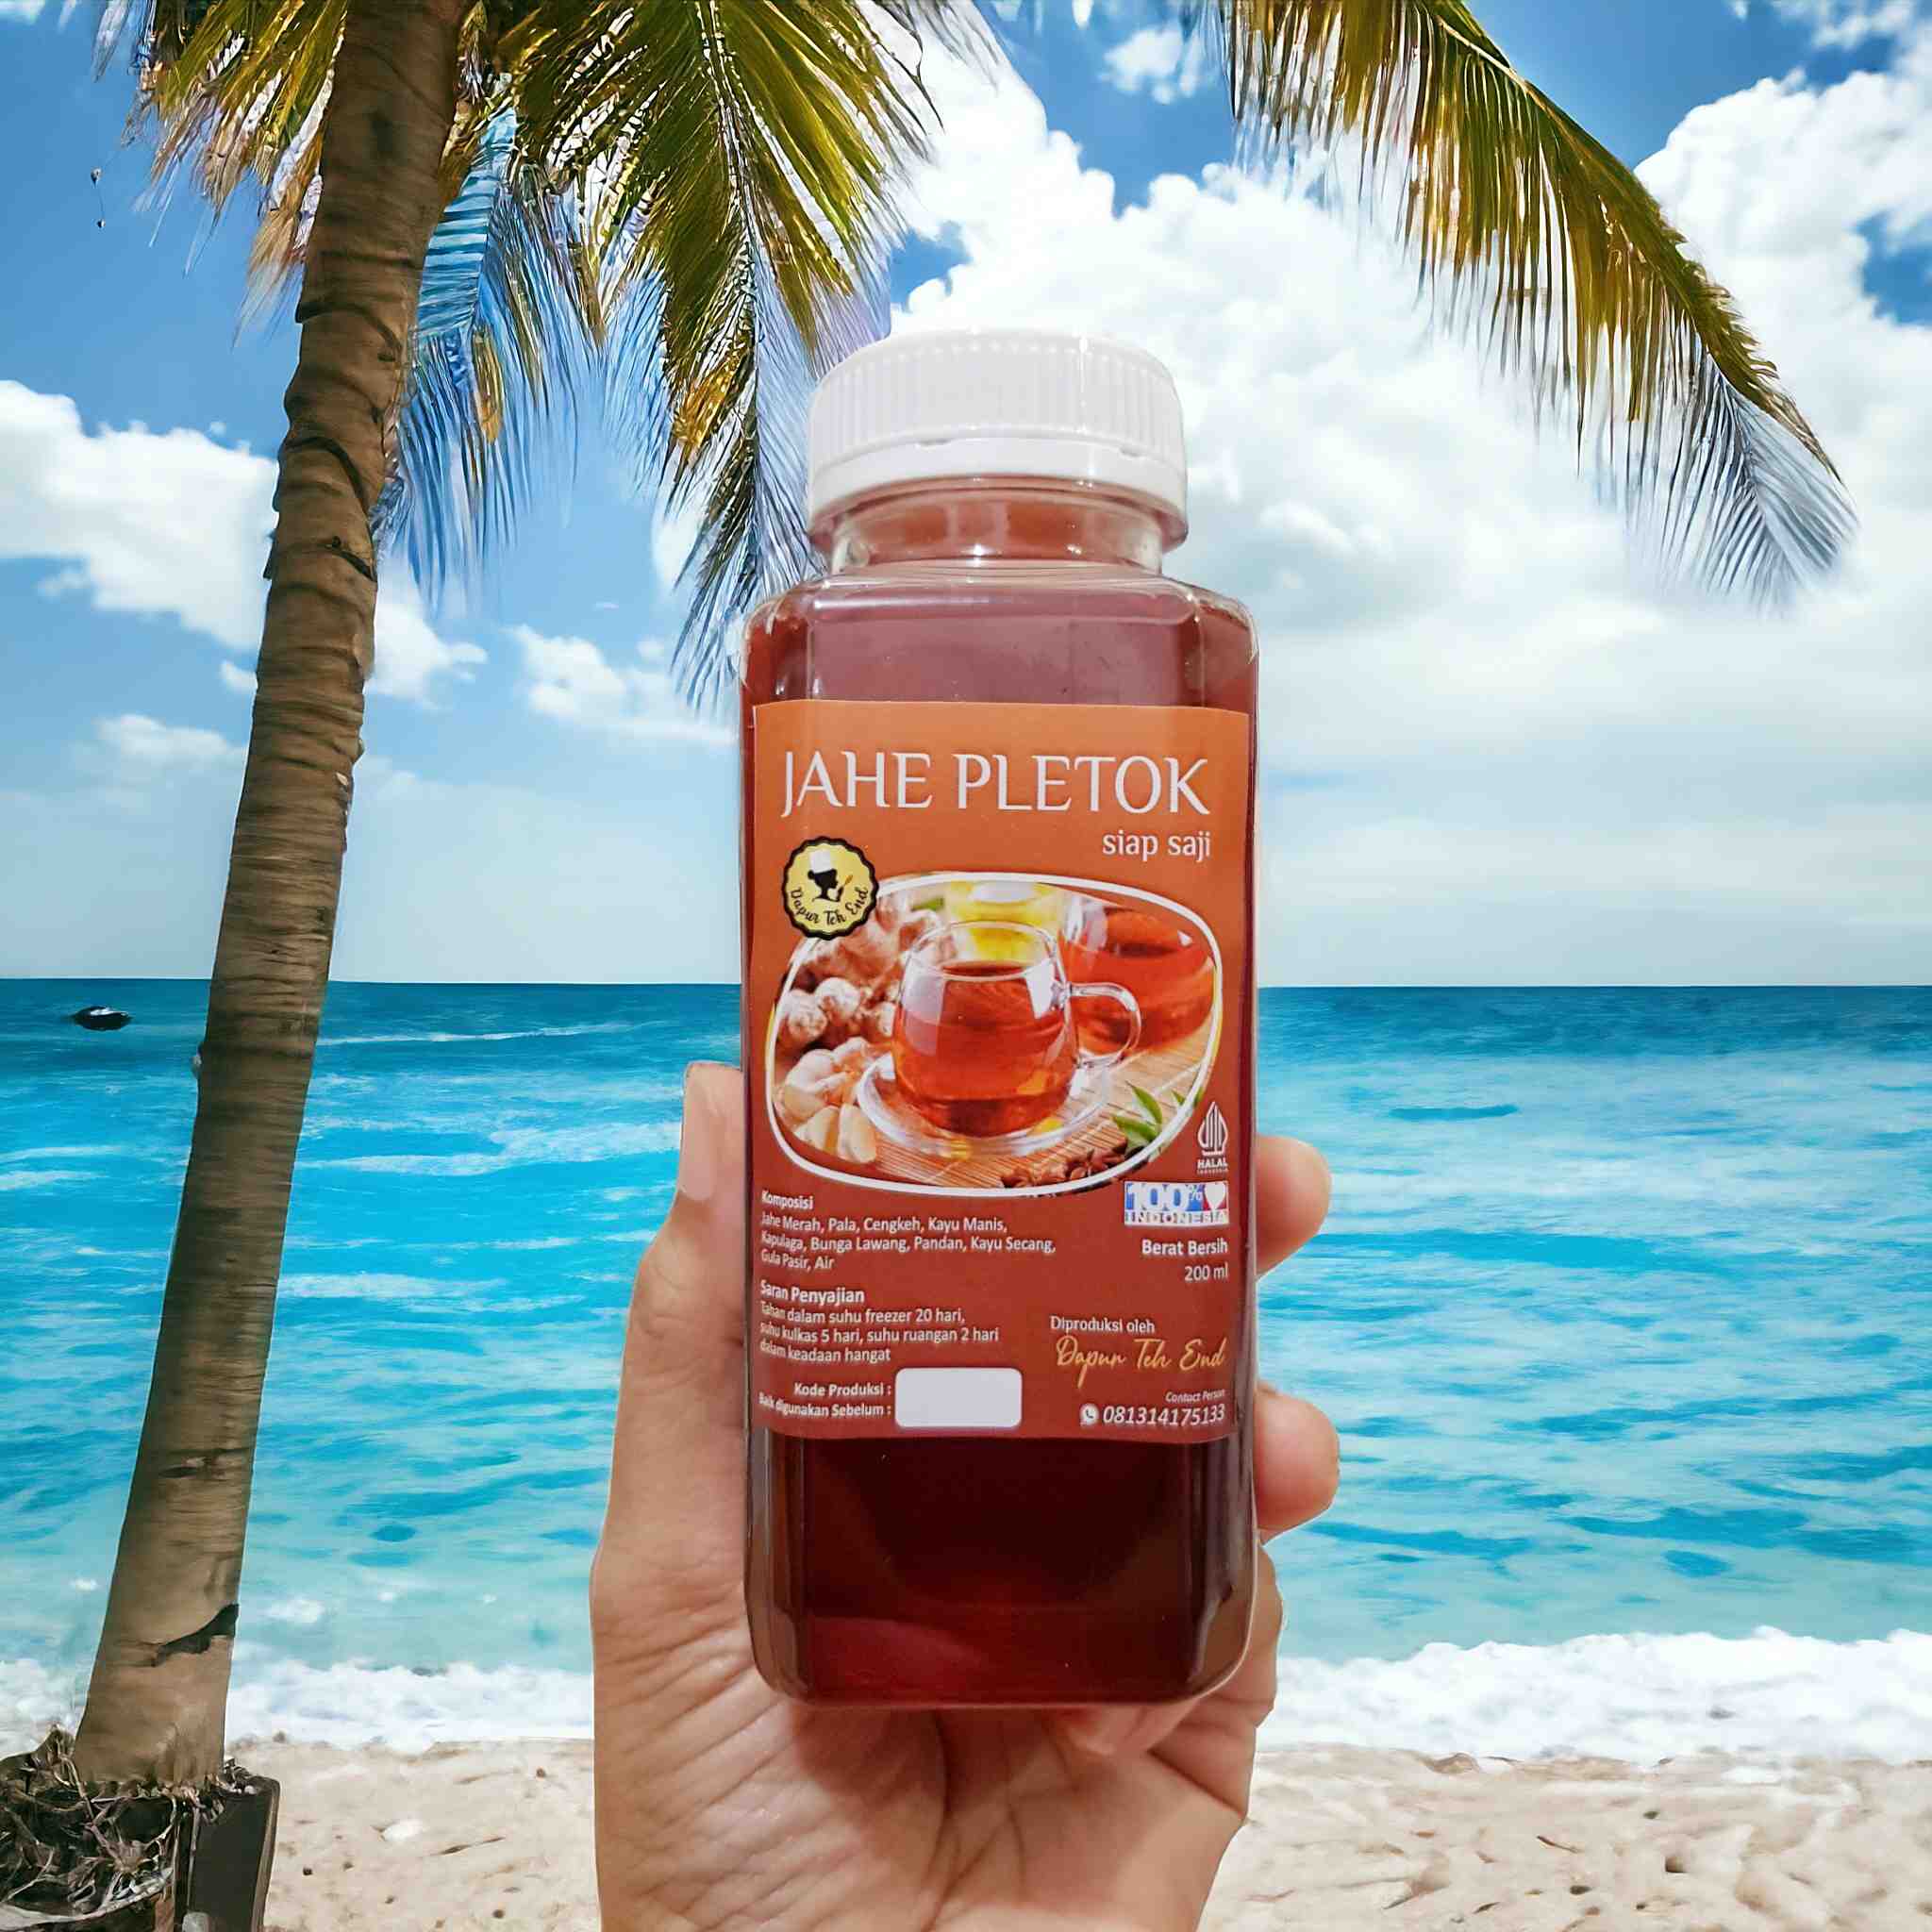 JAHE PLETOK
siap saji
Dapur Teh End
HALAL
INDONESIA
100%
INDONESIA
Komposisi
Jahe Merah, Pala, Cengkeh, Kayu Manis,
Kapulaga, Bunga Lawang, Pandan, Kayu Secang,
Gula Pasir, Air
Berat Bersih
200 ml
Saran Penyajian
Tahan dalam suhu freezer 20 hari,
suhu kulkas 5 hari, suhu ruangan 2 hari
dalam keadaan hangat
Diproduksi oleh
Dapur Teh End
Kode Produksi :
Baik digunakan Sebelum :
Contact Person
081314175133